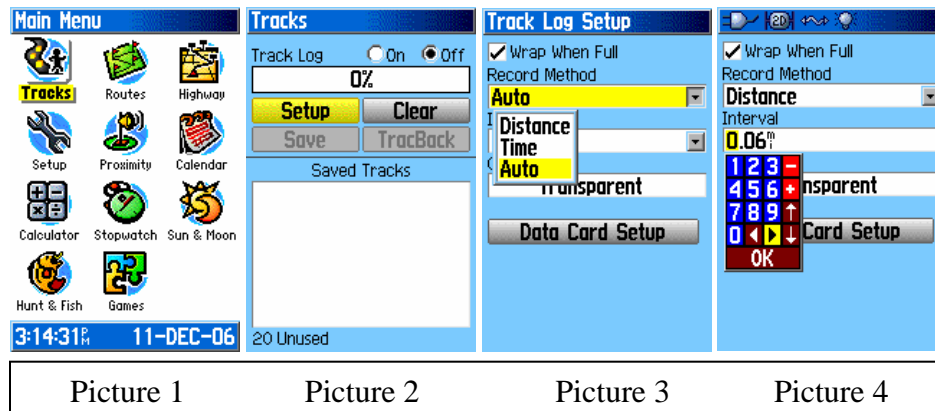 Main Menu
Tracks
Routes
Highway
Setup
Proximity
Calendar
Calculator
Stopwatch
Sun & Moon
Hunt & Fish
Games
3:14:31PM 11-DEC-06
Tracks
Track Log On Off
0%
Setup Clear
Save TracBack
Saved Tracks
20 Unused
Track Log Setup
Wrap When Full
Record Method
Auto
Distance
Time
Auto
Transparent
Data Card Setup
2D
Wrap When Full
Record Method
Distance
Interval
0.06m
1 2 3 -
4 5 6 + nsparent
7 8 9
0 Card Setup
OK
Picture 1 Picture 2 Picture 3 Picture 4